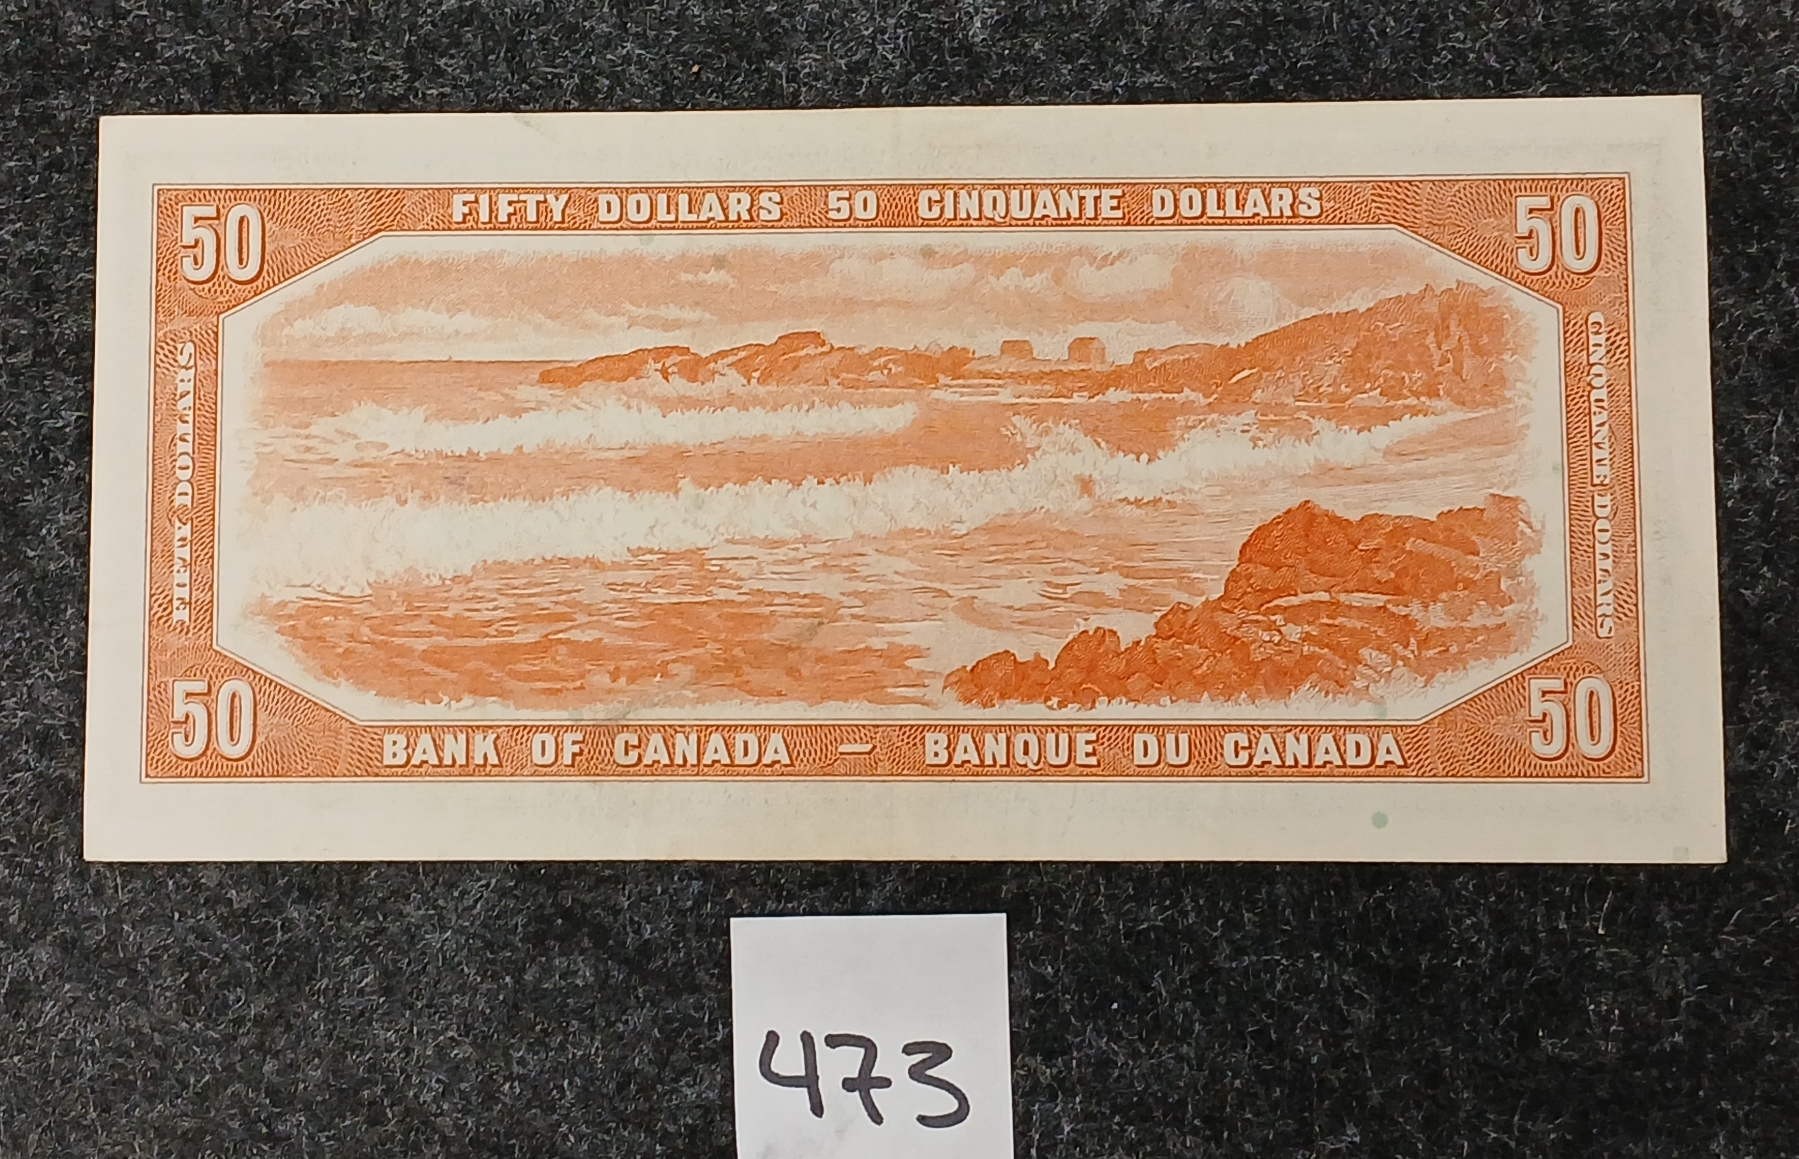 FIFTY DOLLARS 50 CINQUANTE DOLLARS
50
50
FIFTY DOLLARS
CINQUANTE DOLLARS
50
50
BANK OF CANADA — BANQUE DU CANADA
473